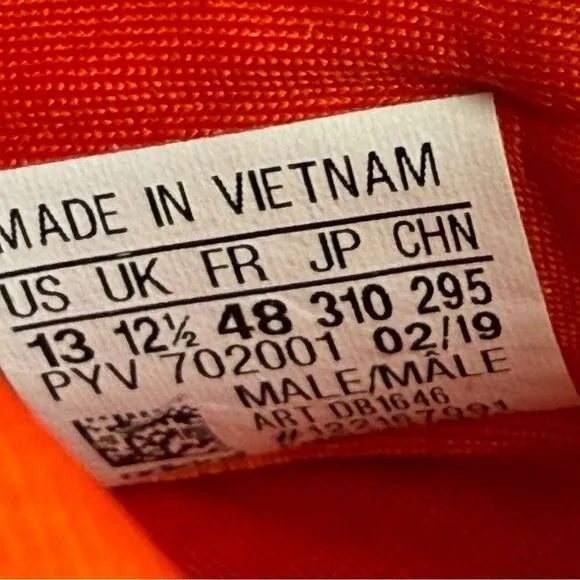 MADE IN VIETNAM
US UK FR JP CHN
13 12½ 48 310 295
PYV 702001 02/19
MALE/MÂLE
ART DB1646